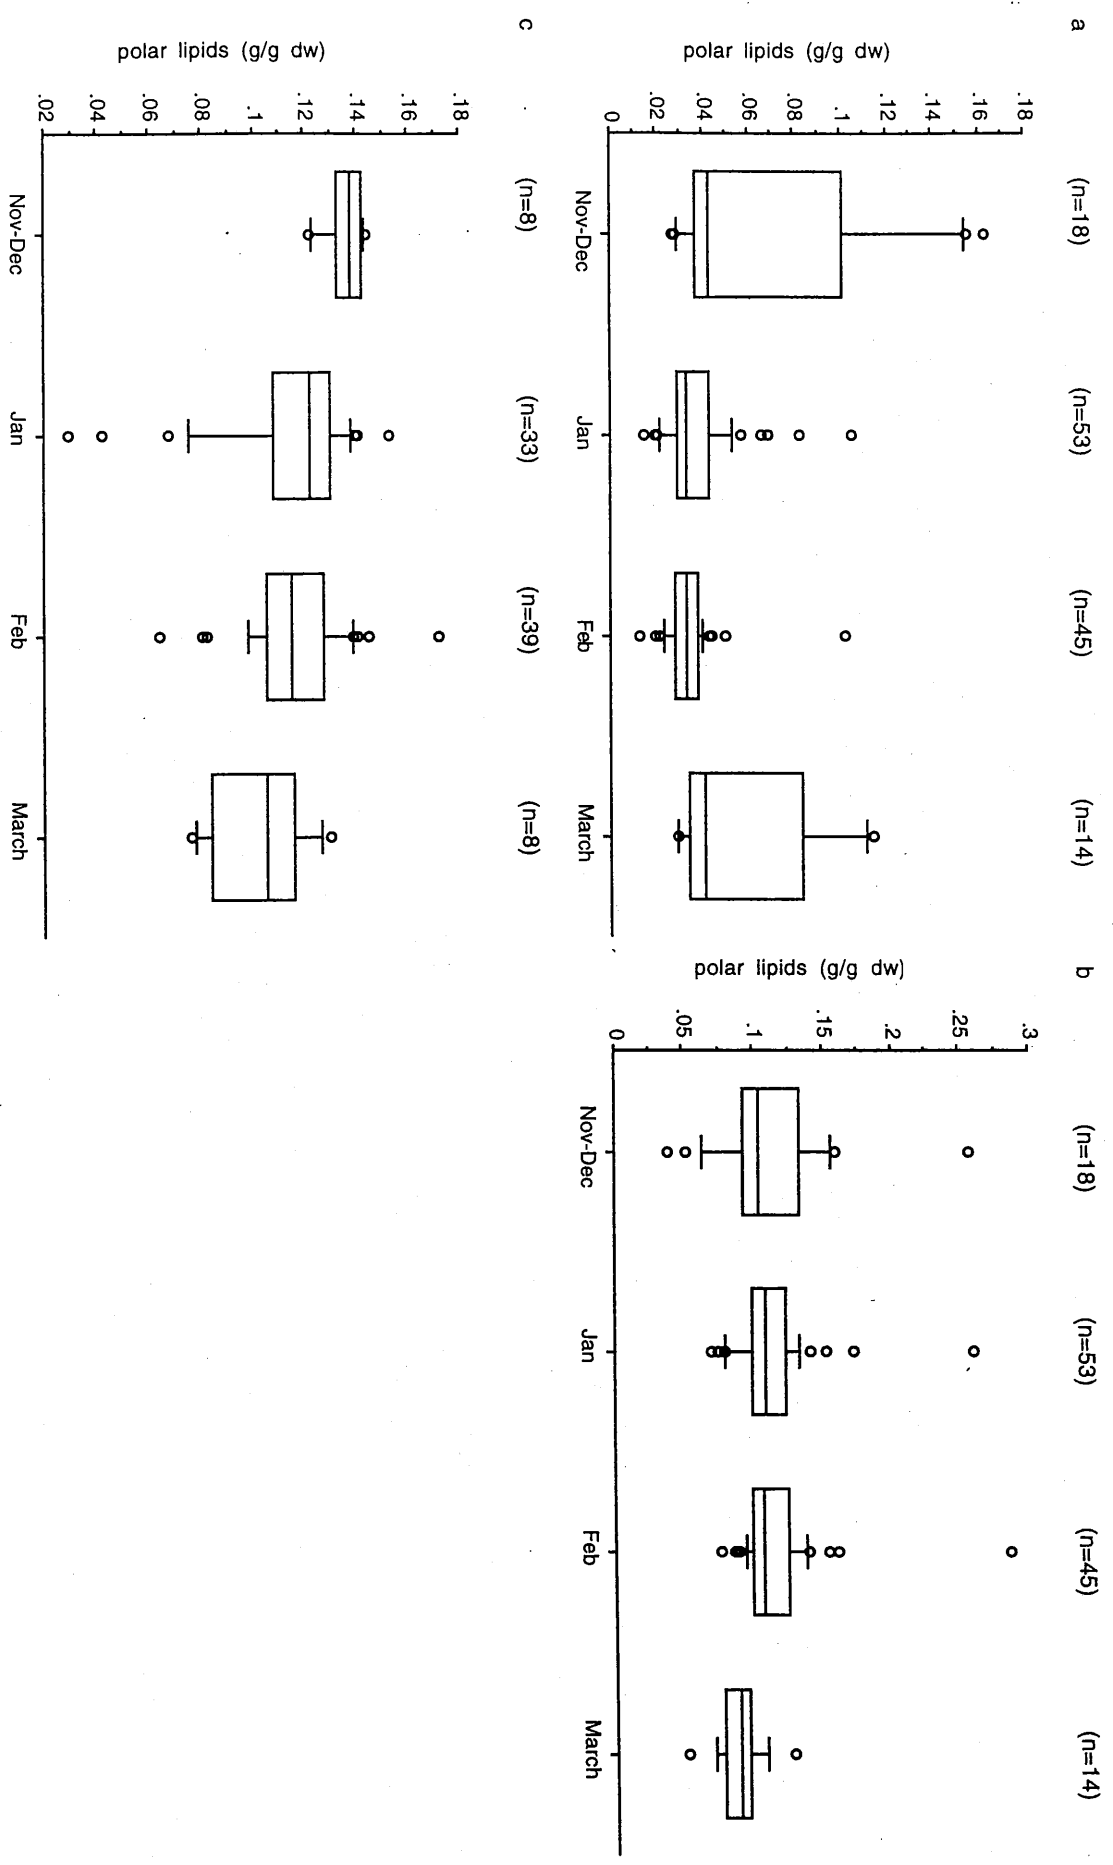 a
(n=18) (n=53) (n=45) (n=14)
polar lipids (g/g dw)
.18
.16
.14
.12
.1
.08
.06
.04
.02
0
Nov-Dec Jan Feb March
b
(n=18) (n=53) (n=45) (n=14)
polar lipids (g/g dw)
.3
.25
.2
.15
.1
.05
0
Nov-Dec Jan Feb March
c
(n=8) (n=33) (n=39) (n=8)
polar lipids (g/g dw)
.18
.16
.14
.12
.1
.08
.06
.04
.02
Nov-Dec Jan Feb March